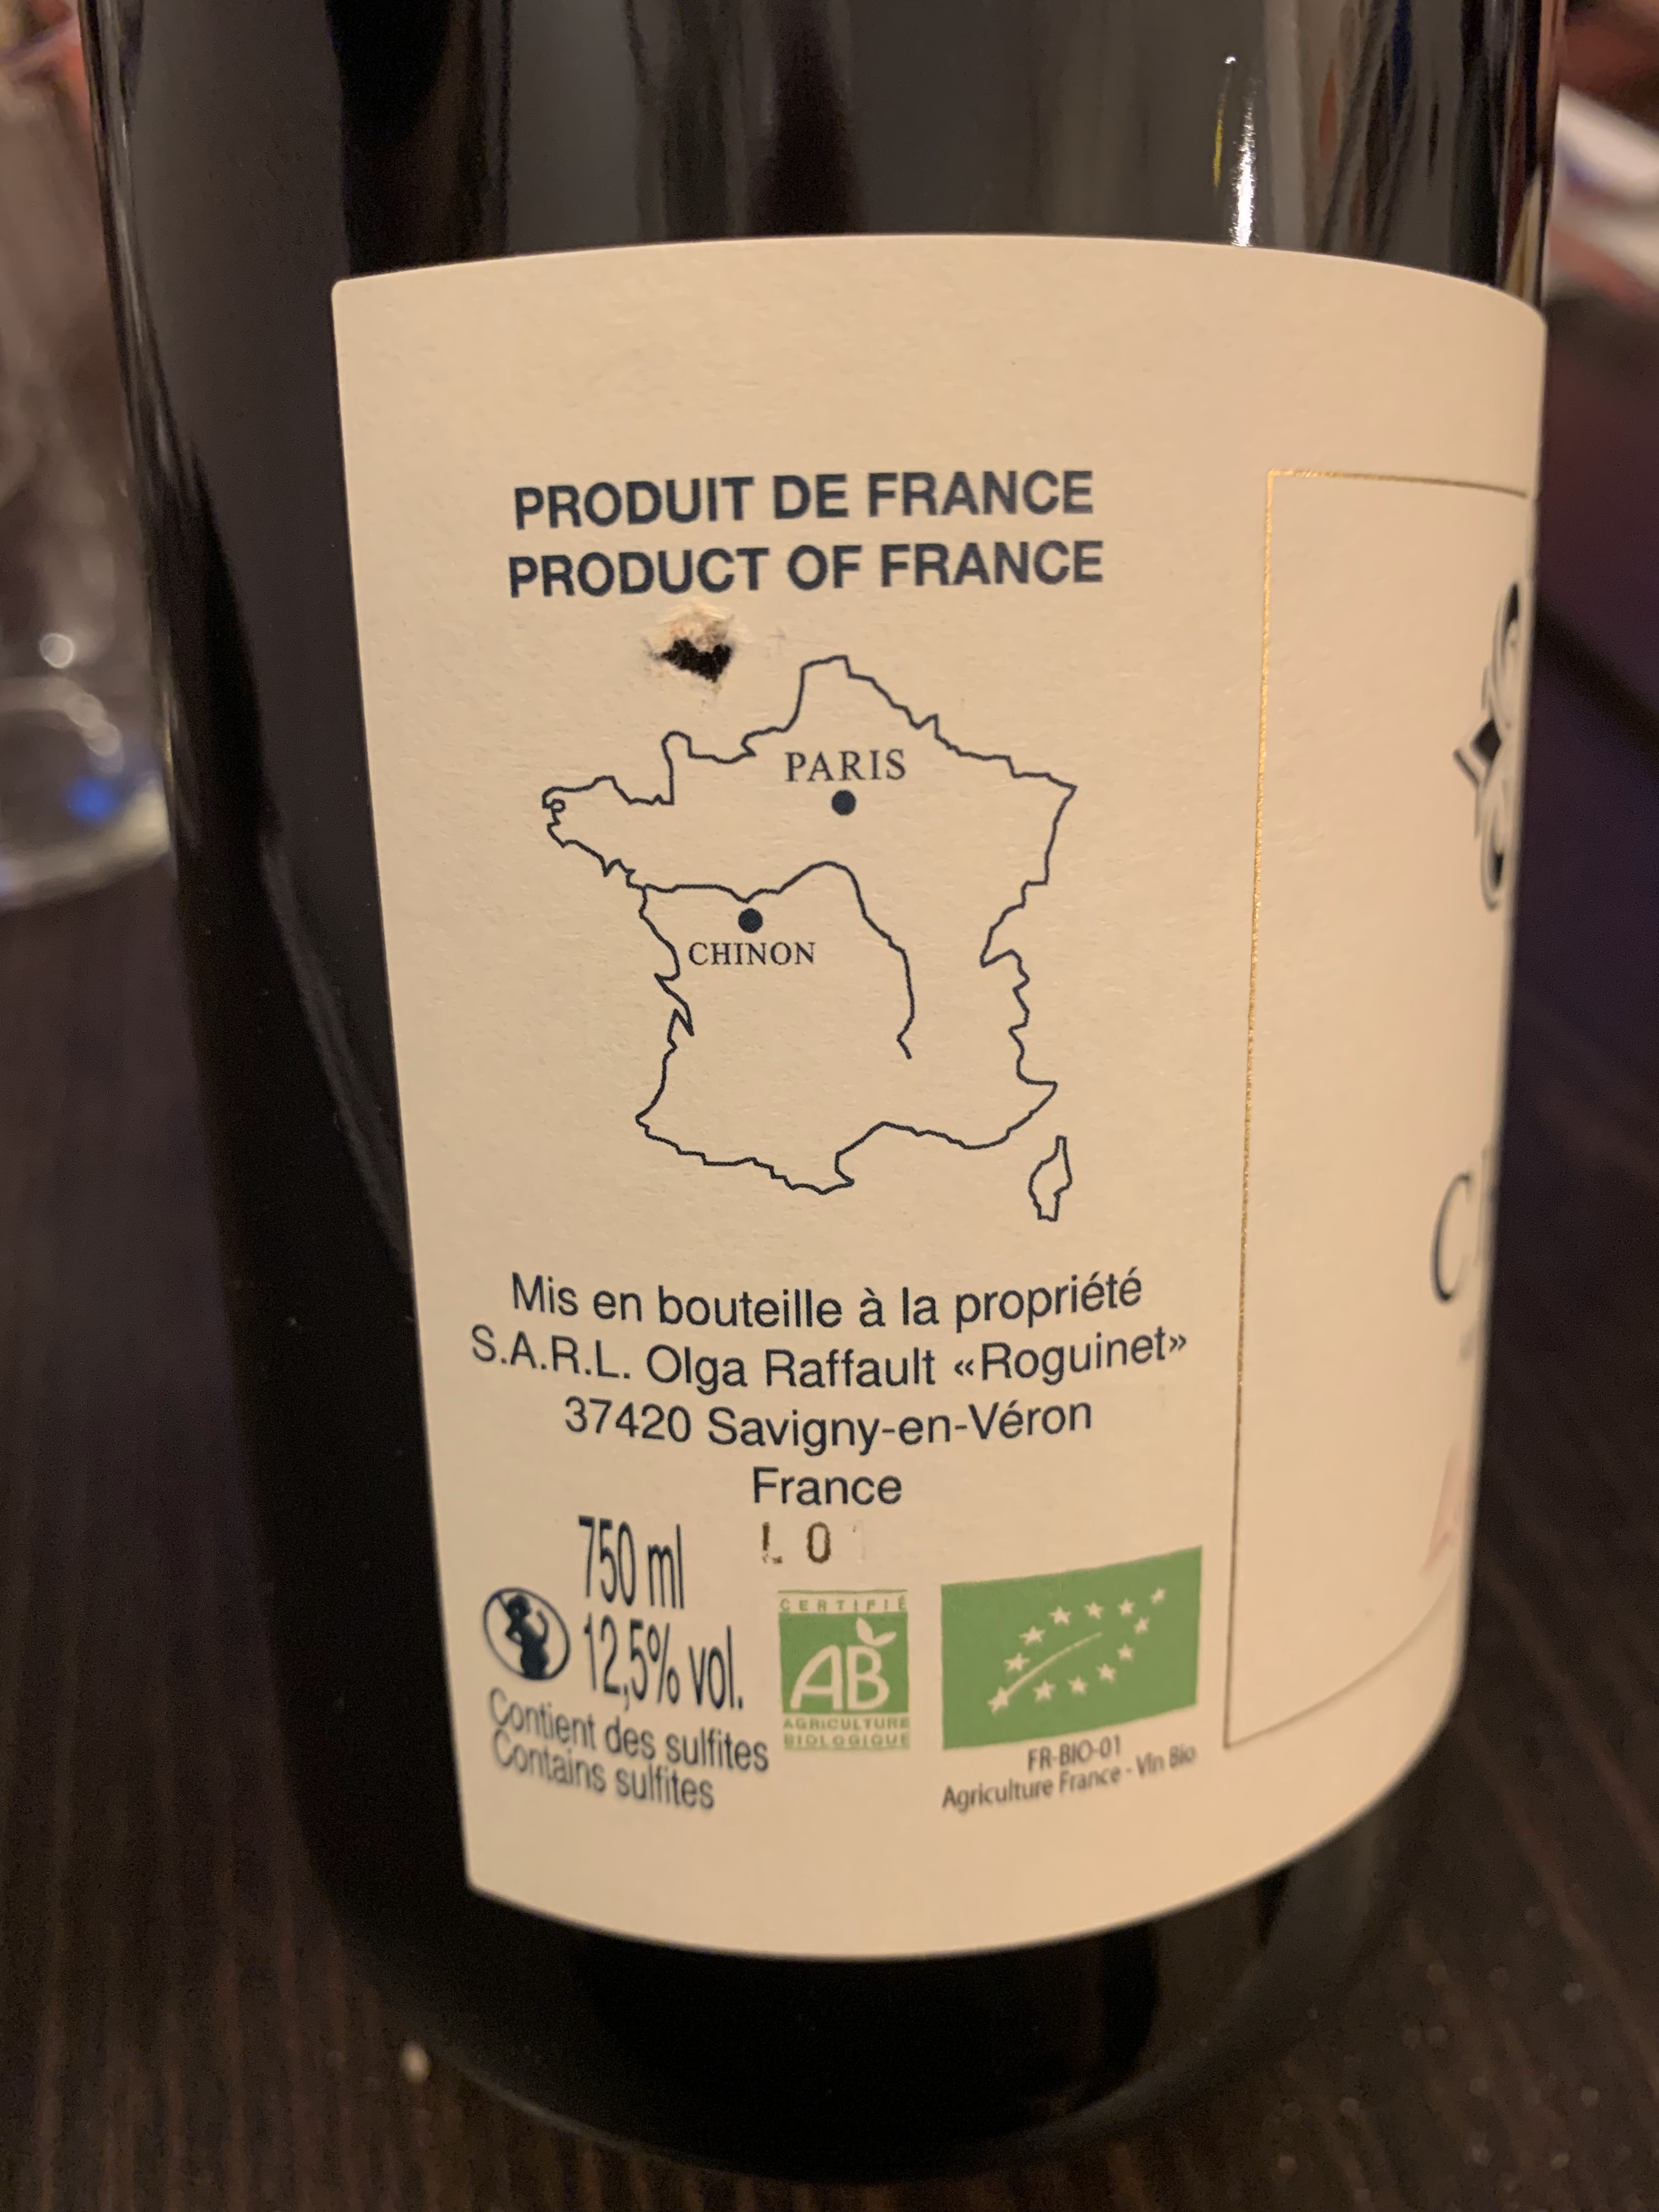 PRODUIT DE FRANCE
PRODUCT OF FRANCE
PARIS
CHINON
Mis en bouteille à la propriété
S.A.R.L. Olga Raffault «Roguinet»
37420 Savigny-en-Véron
France
L 0
750 ml
12,5% vol.
Contient des sulfites
Contains sulfites
CERTIFIÉ
AB
AGRICULTURE
BIOLOGIQUE
FR-BIO-01
Agriculture France - Vin Bio